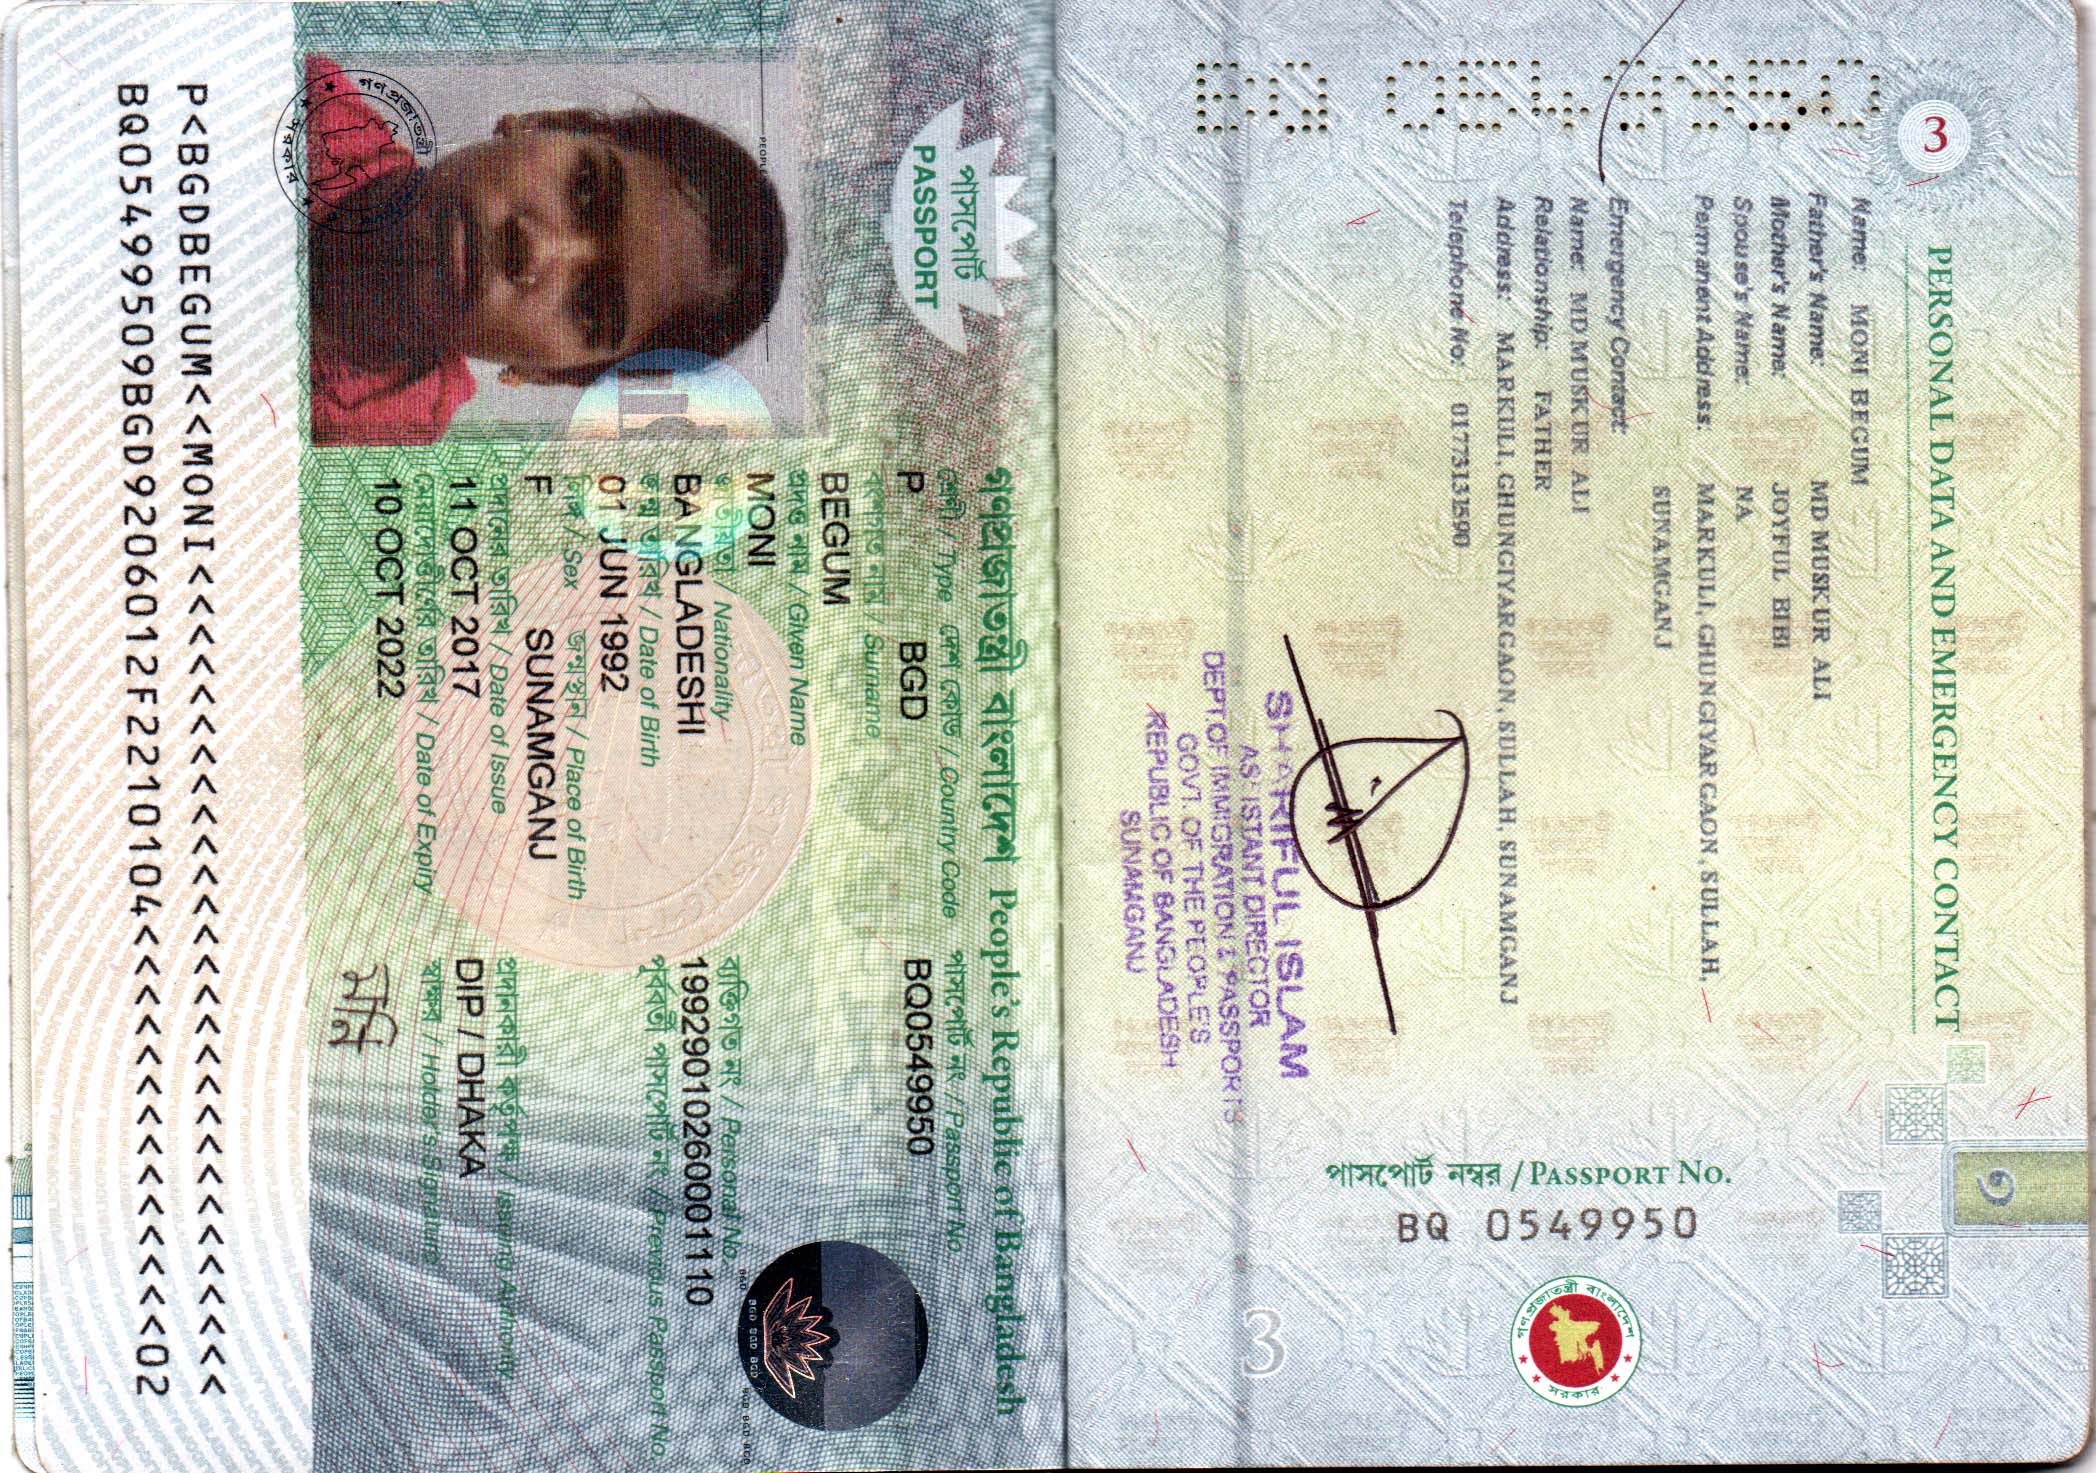 3
PERSONAL DATA AND EMERGENCY CONTACT
Name: MONI BEGUM
Father's Name: MD MUSKUR ALI
Mother's Name: JOYFUL BIBI
Spouse's Name: NA
Permanent Address: MARKULI, GHUNGIYARGAON, SULLAH,
SUNAMGANJ
Emergency Contact:
Name: MD MUSKUR ALI
Relationship: FATHER
Address: MARKULI, GHUNGIYARGAON, SULLAH, SUNAMGANJ
Telephone No: 01773131590
SHARIFUL ISLAM
ASSISTANT DIRECTOR
DEPT OF IMMIGRATION & PASSPORTS
GOVT. OF THE PEOPLE'S
REPUBLIC OF BANGLADESH
SUNAMGANJ
৩
পাসপোর্ট নম্বর / PASSPORT NO.
BQ 0549950
গণপ্রজাতন্ত্রী বাংলাদেশ
সরকার
3
BQ 0549950
গণপ্রজাতন্ত্রী বাংলাদেশ People's Republic of Bangladesh
পাসপোর্ট
PASSPORT
শ্রেণী / Type দেশ কোড / Country Code পাসপোর্ট নং / Passport No
P BGD BQ0549950
বংশগত নাম / Surname
BEGUM
প্রদত্ত নাম / Given Name
MONI
জাতীয়তা / Nationality ব্যক্তিগত নং / Personal No.
BANGLADESHI 19929010260001110
জন্ম তারিখ / Date of Birth পূর্ববর্তী পাসপোর্ট নং / Previous Passport No.
01 JUN 1992
লিঙ্গ / Sex জন্মস্থান / Place of Birth
F SUNAMGANJ
প্রদানের তারিখ / Date of Issue প্রদানকারী কর্তৃপক্ষ / Issuing Authority
11 OCT 2017 DIP / DHAKA
মেয়াদোত্তীর্ণের তারিখ / Date of Expiry স্বাক্ষর / Holder's Signature
10 OCT 2022 মনি
P<BGDBEGUM<<MONI<<<<<<<<<<<<<<<<<<<<<<<<<<<<
BQ05499509BGD9206012F2210104<<<<<<<<<<<<<<02